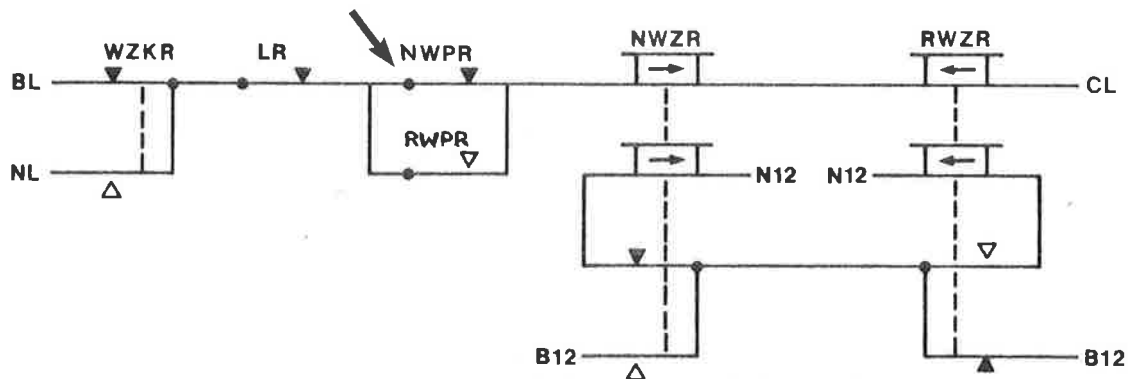 WZKR LR NWPR NWZR RWZR
BL CL
RWPR
NL N12 N12
B12 B12